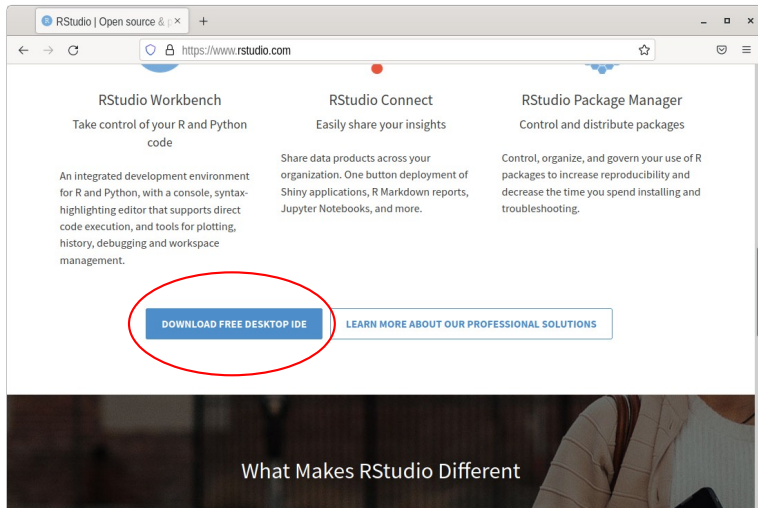 RStudio | Open source & p
https://www.rstudio.com
RStudio Workbench
Take control of your R and Python
code
An integrated development environment
for R and Python, with a console, syntax-
highlighting editor that supports direct
code execution, and tools for plotting,
history, debugging and workspace
management.
RStudio Connect
Easily share your insights
Share data products across your
organization. One button deployment of
Shiny applications, R Markdown reports,
Jupyter Notebooks, and more.
RStudio Package Manager
Control and distribute packages
Control, organize, and govern your use of R
packages to increase reproducibility and
decrease the time you spend installing and
troubleshooting.
DOWNLOAD FREE DESKTOP IDE
LEARN MORE ABOUT OUR PROFESSIONAL SOLUTIONS
What Makes RStudio Different